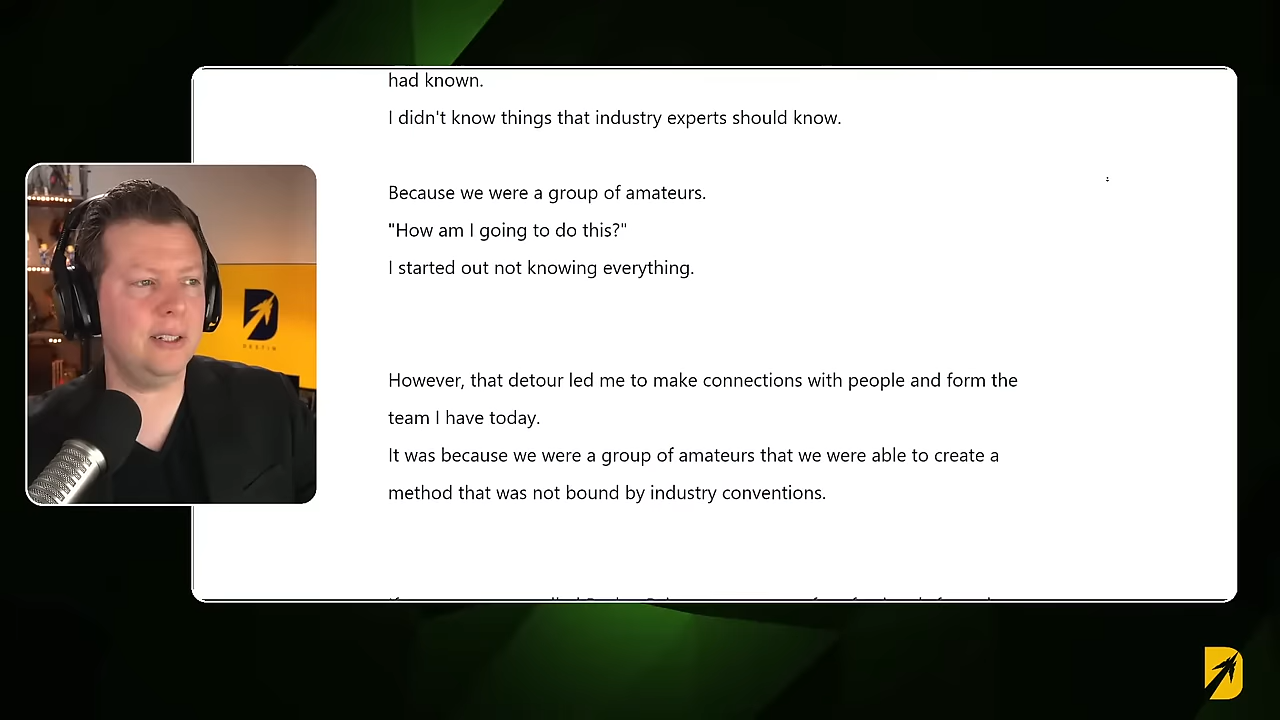 had known.
I didn't know things that industry experts should know.
Because we were a group of amateurs.
"How am I going to do this?"
I started out not knowing everything.
However, that detour led me to make connections with people and form the
team I have today.
It was because we were a group of amateurs that we were able to create a
method that was not bound by industry conventions.